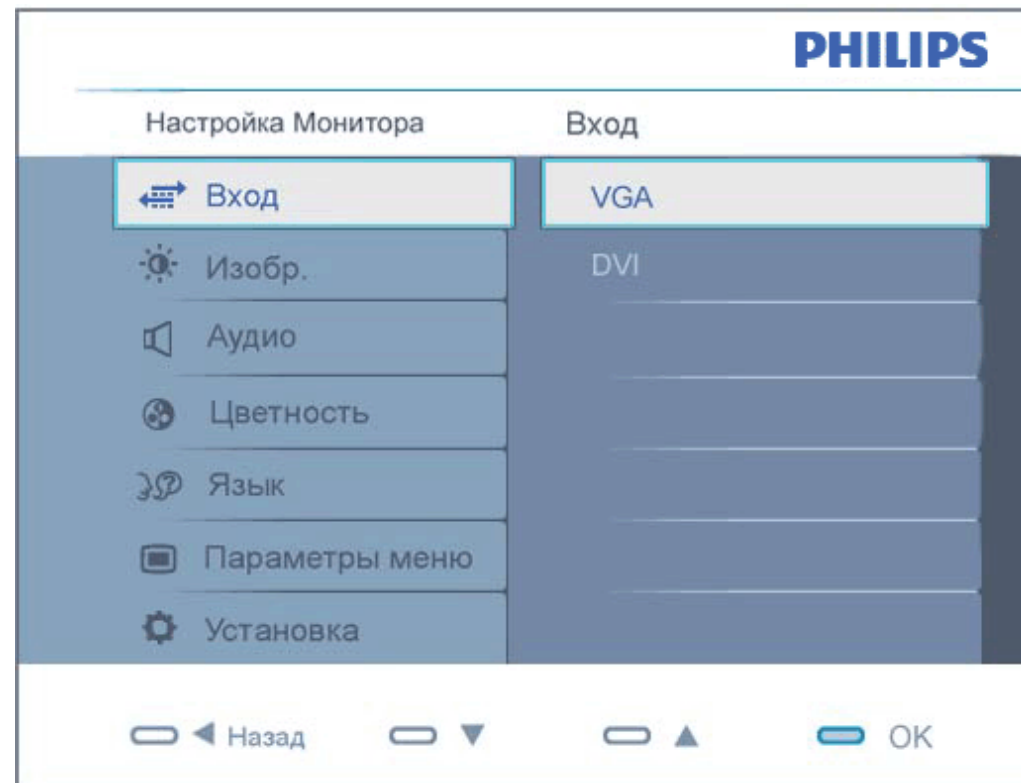 PHILIPS
Настройка Монитора Вход
Вход VGA
Изобр. DVI
Аудио
Цветность
Язык
Параметры меню
Установка
Назад OK